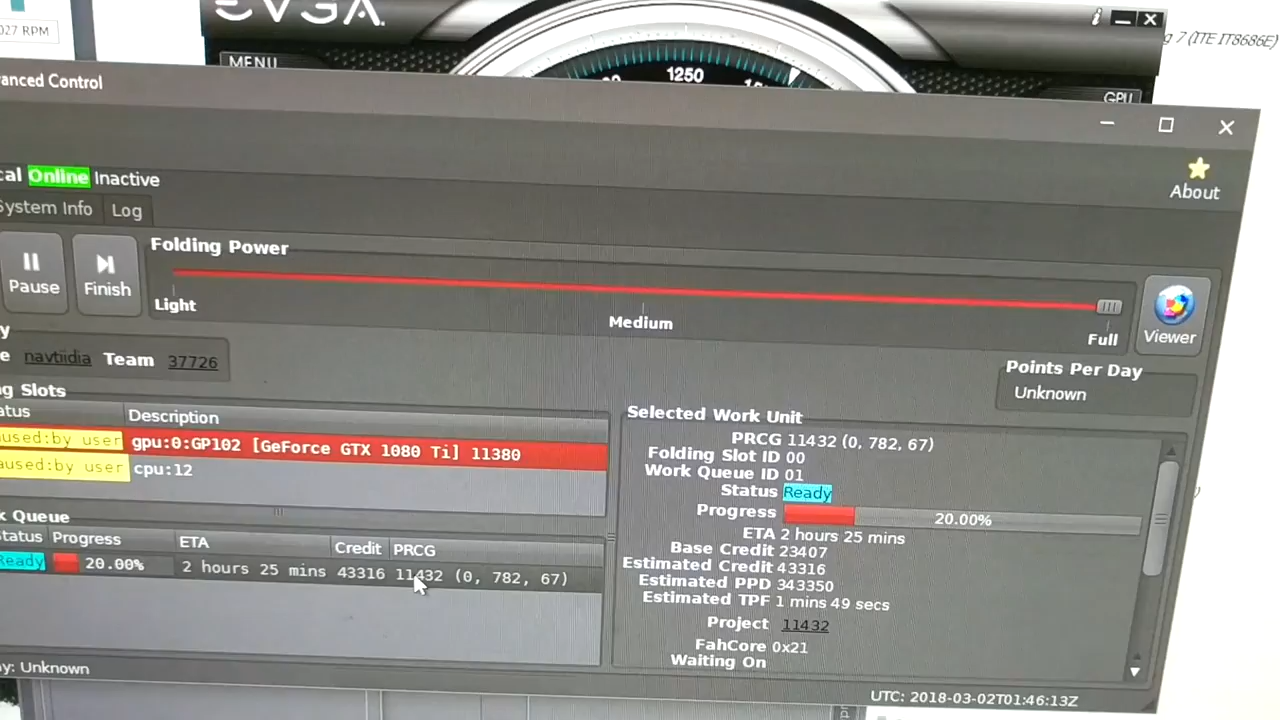 027 RPM
EVGA
MENU
1250
GPU
g 7 (ITE IT8686E)
anced Control
cal Online Inactive
About
System Info Log
Pause
Finish
Folding Power
Light
Medium
Full
Viewer
navtiidia Team 37726
Points Per Day
Unknown
ng Slots
atus Description
aused:by user gpu:0:GP102 [GeForce GTX 1080 Ti] 11380
aused:by user cpu:12
k Queue
Status Progress ETA Credit PRCG
Ready 20.00% 2 hours 25 mins 43316 11432 (0, 782, 67)
Selected Work Unit
PRCG 11432 (0, 782, 67)
Folding Slot ID 00
Work Queue ID 01
Status Ready
Progress 20.00%
ETA 2 hours 25 mins
Base Credit 23407
Estimated Credit 43316
Estimated PPD 343350
Estimated TPF 1 mins 49 secs
Project 11432
FahCore 0x21
Waiting On
y: Unknown
UTC: 2018-03-02T01:46:13Z